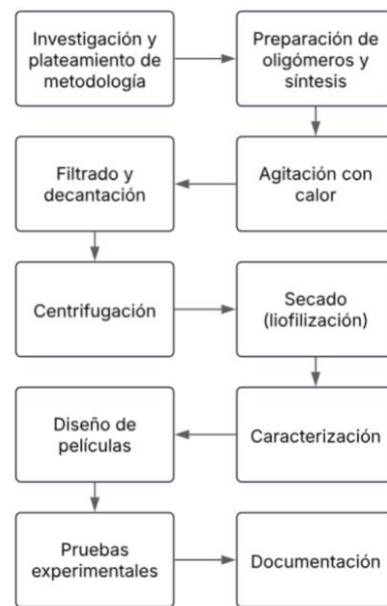 Investigación y
plateamiento de
metodología
Preparación de
oligómeros y
síntesis
Agitación con
calor
Filtrado y
decantación
Centrifugación
Secado
(liofilización)
Caracterización
Diseño de
películas
Pruebas
experimentales
Documentación